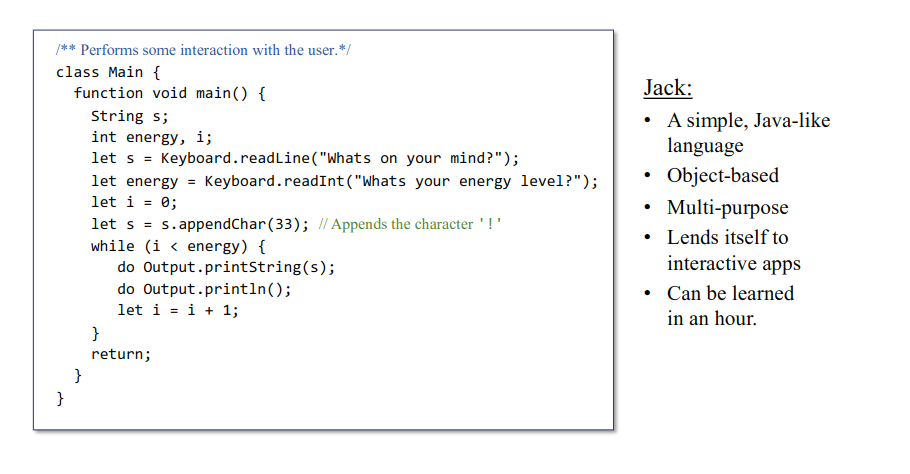 /** Performs some interaction with the user.*/
class Main {
function void main() {
String s;
int energy, i;
let s = Keyboard.readLine("Whats on your mind?");
let energy = Keyboard.readInt("Whats your energy level?");
let i = 0;
let s = s.appendChar(33); // Appends the character '!'
while (i < energy) {
do Output.printString(s);
do Output.println();
let i = i + 1;
}
return;
}
}
Jack:
• A simple, Java-like
language
• Object-based
• Multi-purpose
• Lends itself to
interactive apps
• Can be learned
in an hour.